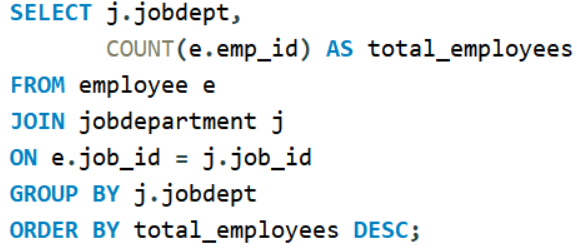 SELECT j.jobdept,
COUNT(e.emp_id) AS total_employees
FROM employee e
JOIN jobdepartment j
ON e.job_id = j.job_id
GROUP BY j.jobdept
ORDER BY total_employees DESC;